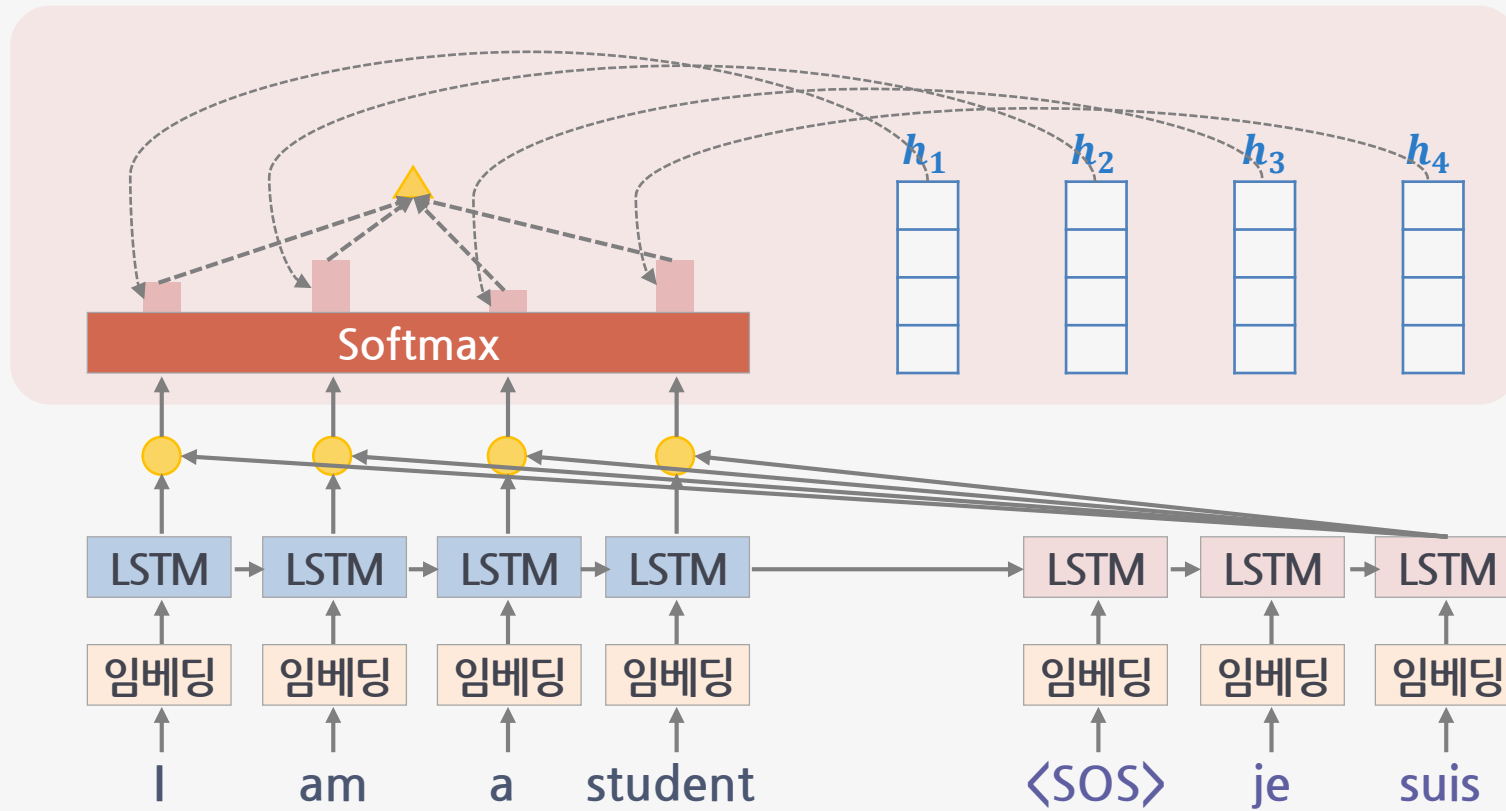 h₁ h₂ h₃ h₄
Softmax
LSTM LSTM LSTM LSTM LSTM LSTM LSTM
임베딩 임베딩 임베딩 임베딩 임베딩 임베딩 임베딩
I am a student <SOS> je suis